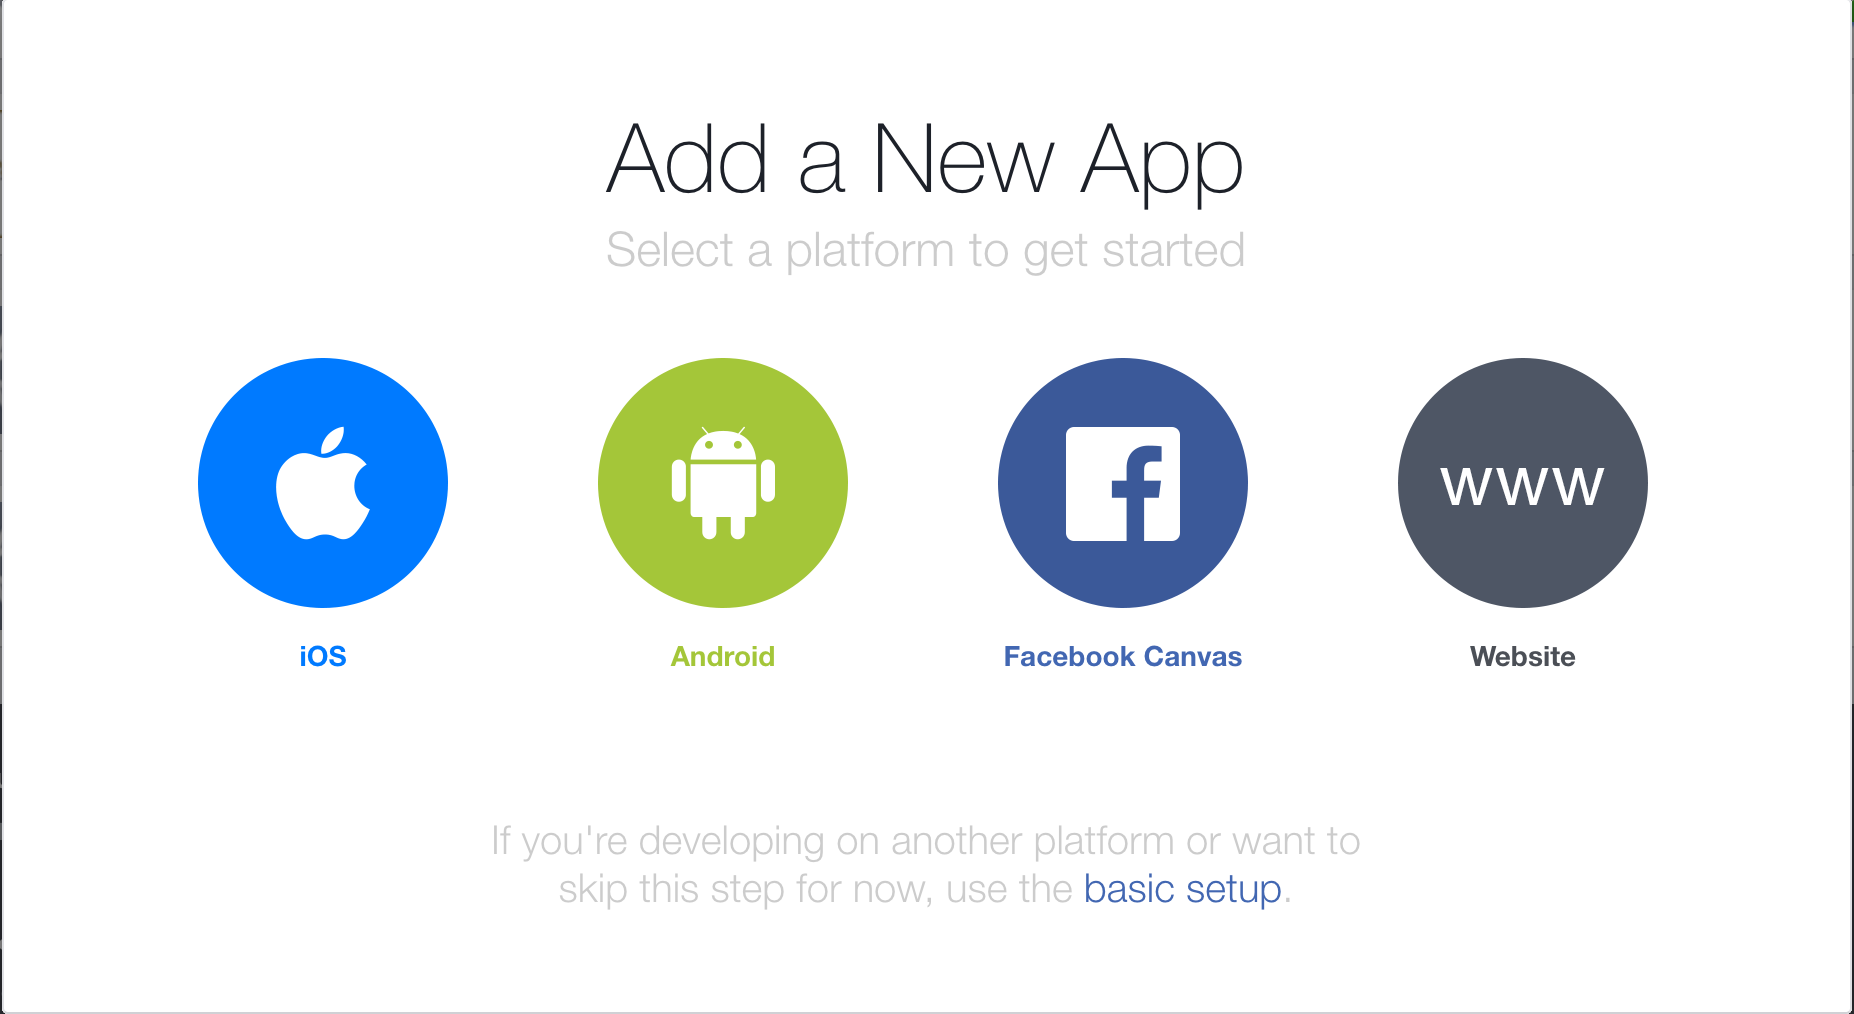 Add a New App
Select a platform to get started
f
www
iOS
Android
Facebook Canvas
Website
If you're developing on another platform or want to
skip this step for now, use the basic setup.